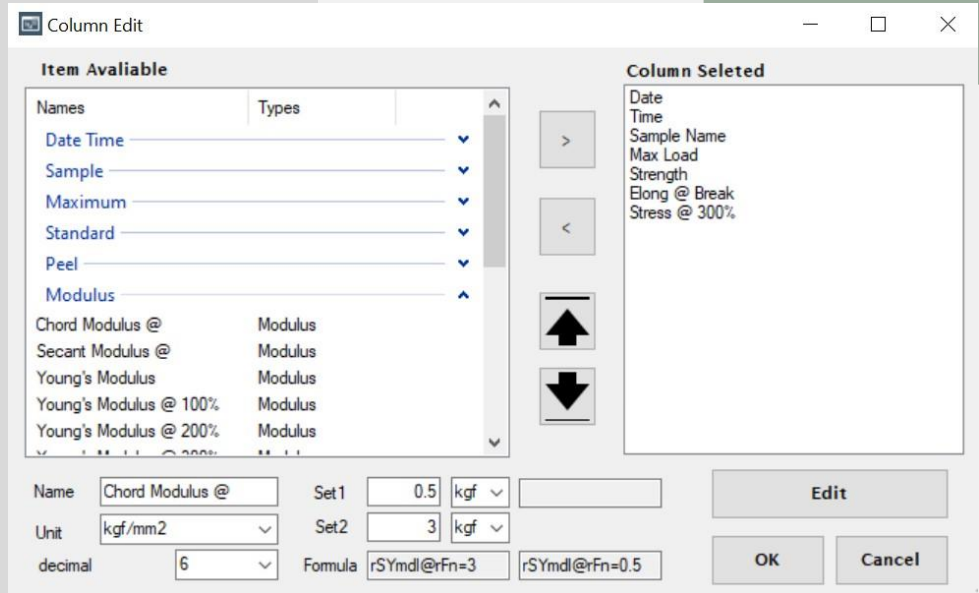 Column Edit
Item Avaliable
Names Types
Date Time
Sample
Maximum
Standard
Peel
Modulus
Chord Modulus @ Modulus
Secant Modulus @ Modulus
Young's Modulus Modulus
Young's Modulus @ 100% Modulus
Young's Modulus @ 200% Modulus
>
<
Column Seleted
Date
Time
Sample Name
Max Load
Strength
Elong @ Break
Stress @ 300%
Name Chord Modulus @ Set1 0.5 kgf
Unit kgf/mm2 Set2 3 kgf
decimal 6 Formula rSYmdl@rFn=3 rSYmdl@rFn=0.5
Edit
OK Cancel